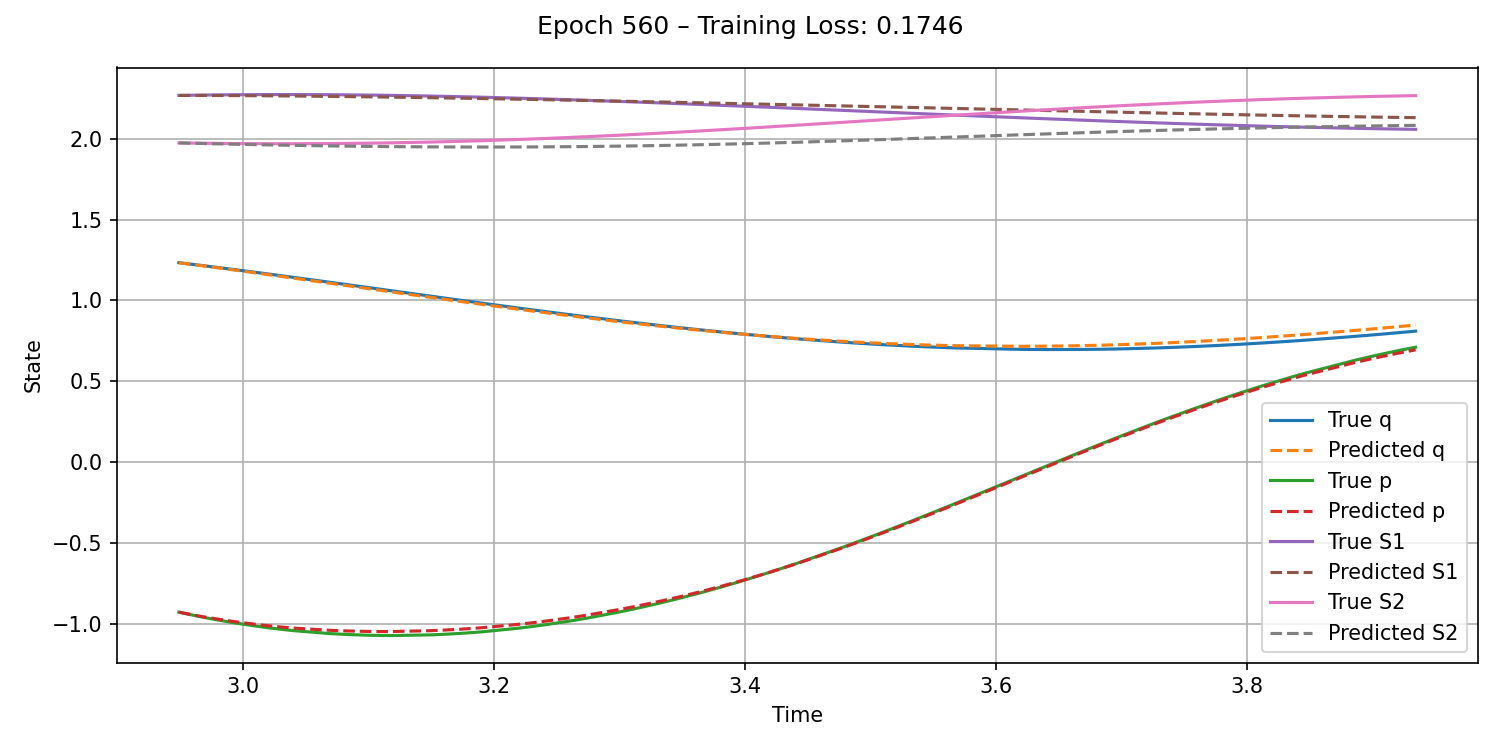 Epoch 560 – Training Loss: 0.1746
State
2.0
1.5
1.0
0.5
0.0
−0.5
−1.0
3.0 3.2 3.4 3.6 3.8
Time
True q
Predicted q
True p
Predicted p
True S1
Predicted S1
True S2
Predicted S2